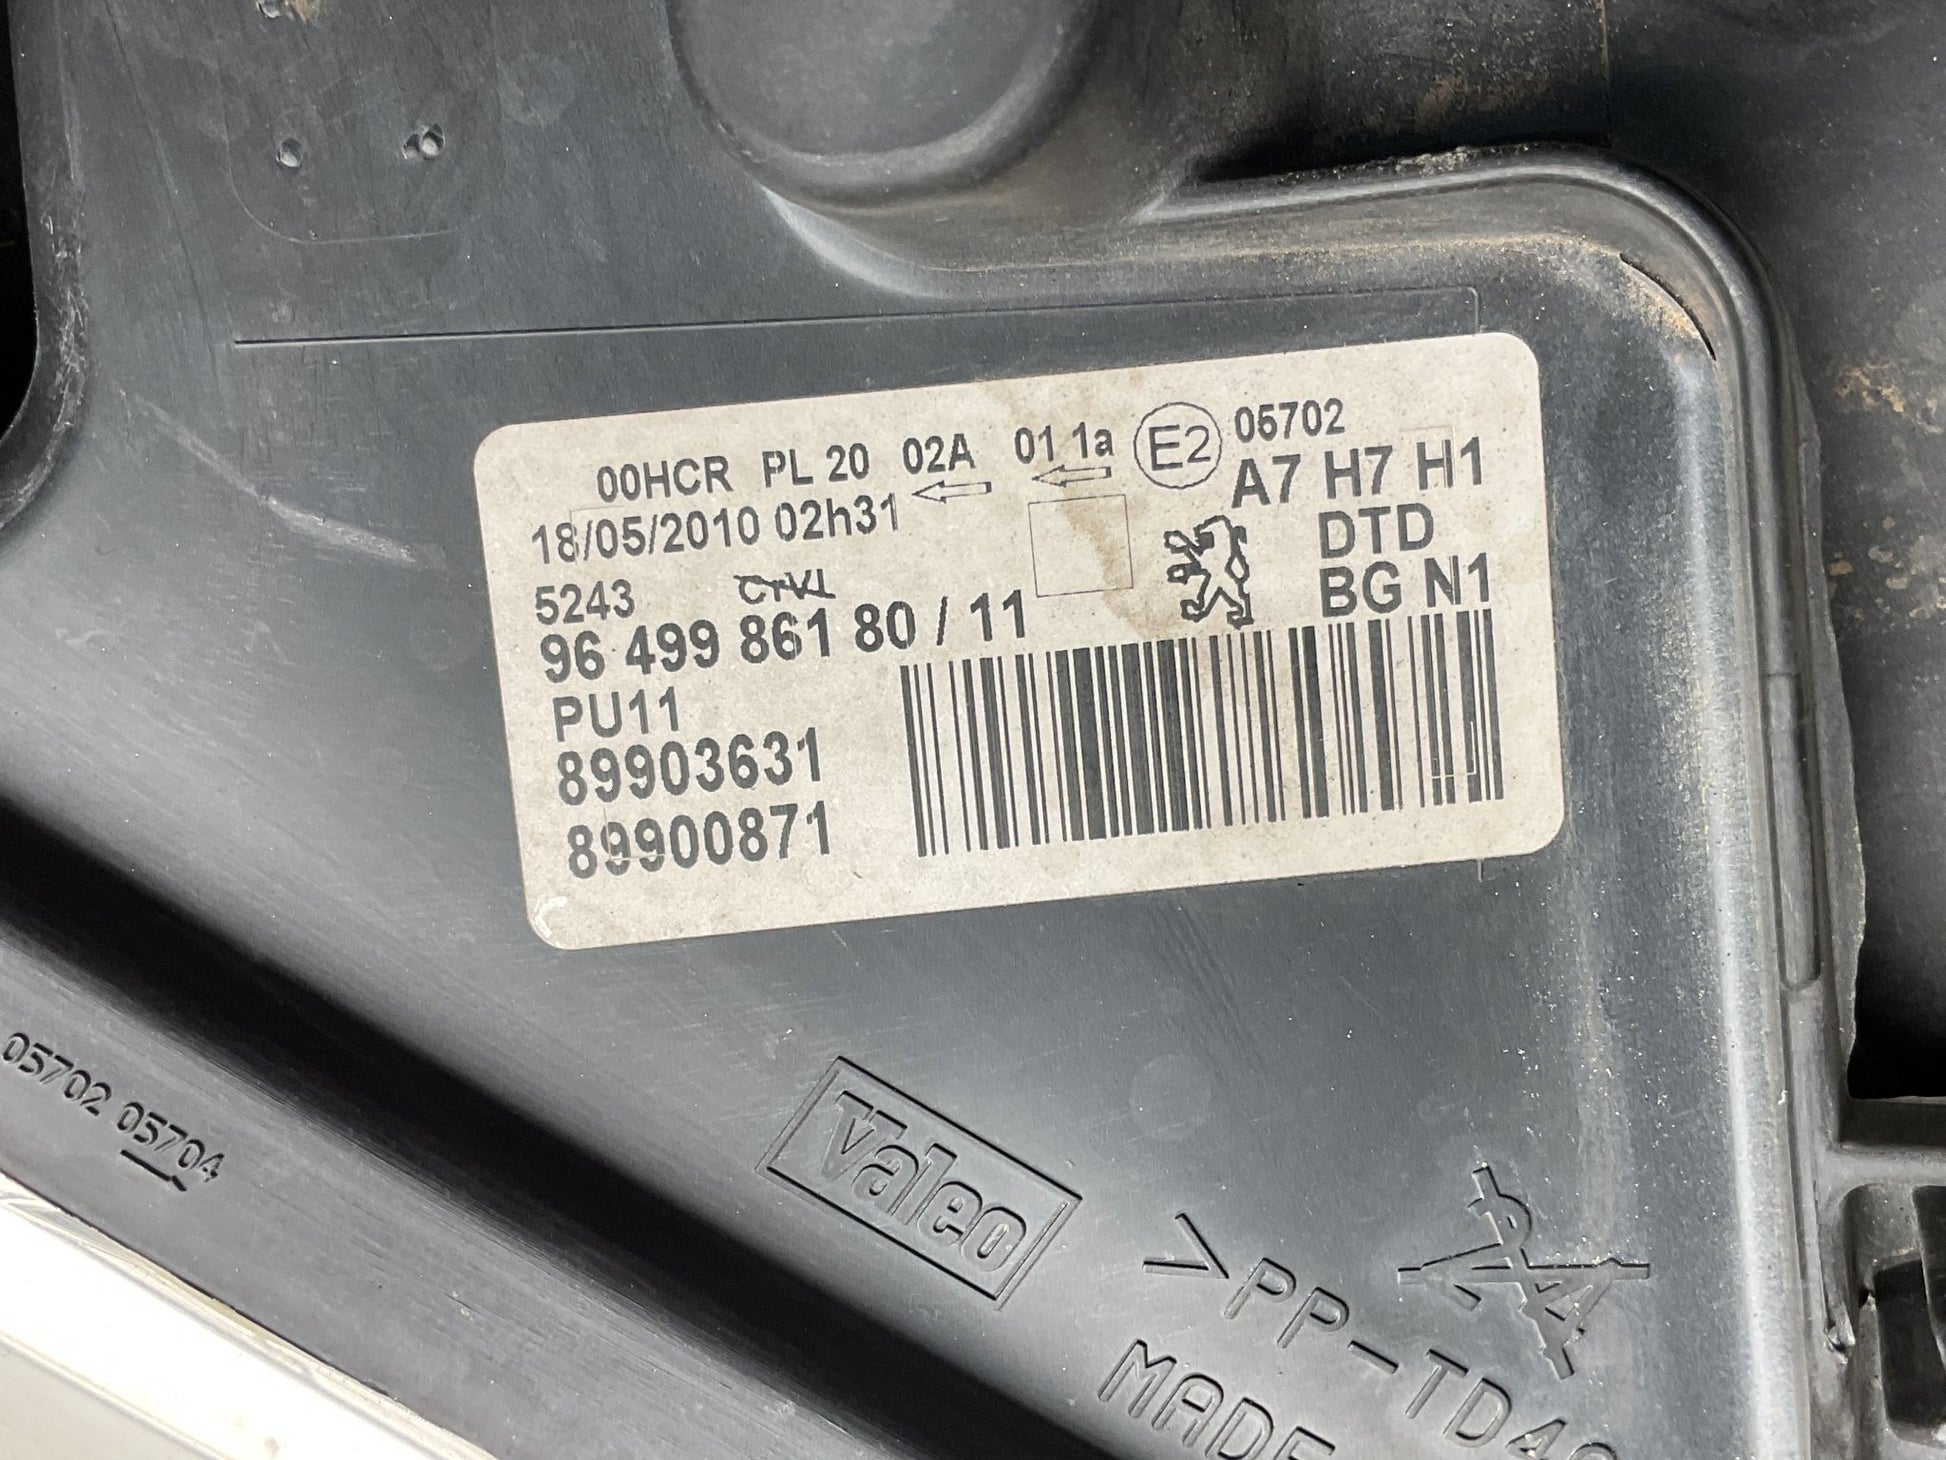 00HCR PL 20 02A 01 1a E2 05702
18/05/2010 02h31 A7 H7 H1
5243 DTD
96 499 861 80 / 11 BG N1
PU11
89903631
89900871
05702 05704
Valeo
>PP-TD40
MADE